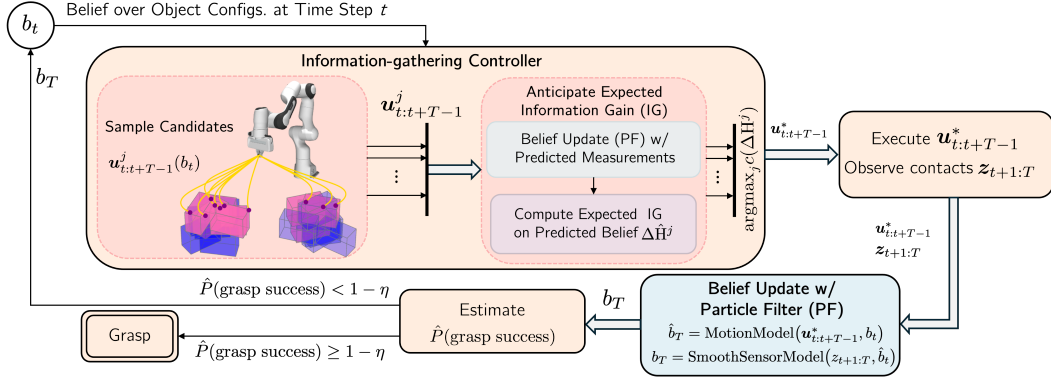 b_t
Belief over Object Configs. at Time Step t
b_T
Information-gathering Controller
Sample Candidates
u^j_{t:t+T−1}(b_t)
u^j_{t:t+T−1}
⋮
Anticipate Expected
Information Gain (IG)
Belief Update (PF) w/
Predicted Measurements
Compute Expected IG
on Predicted Belief ΔĤ^j
⋮
argmax_j c(ΔH^j)
u*_{t:t+T−1}
Execute u*_{t:t+T−1}
Observe contacts z_{t+1:T}
u*_{t:t+T−1}
z_{t+1:T}
Belief Update w/
Particle Filter (PF)
b̂_T = MotionModel(u*_{t:t+T−1}, b_t)
b_T = SmoothSensorModel(z_{t+1:T}, b̂_t)
b_T
Estimate
P̂(grasp success)
P̂(grasp success) < 1 − η
P̂(grasp success) ≥ 1 − η
Grasp